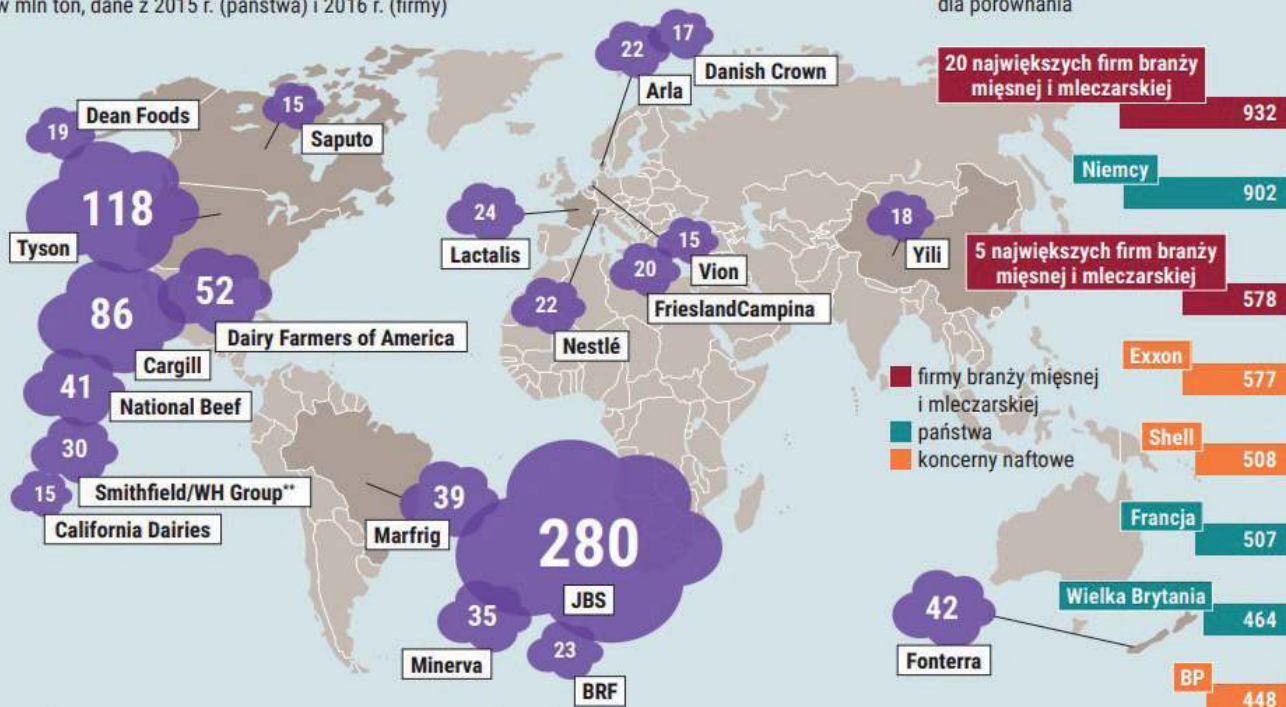 w mln ton, dane z 2015 r. (państwa) i 2016 r. (firmy)
dla porównania
19
Dean Foods
15
Saputo
118
Tyson
86
Cargill
52
Dairy Farmers of America
41
National Beef
30
Smithfield/WH Group**
15
California Dairies
22
Arla
17
Danish Crown
24
Lactalis
15
Vion
20
FrieslandCampina
22
Nestlé
18
Yili
39
Marfrig
280
JBS
35
Minerva
23
BRF
42
Fonterra
20 największych firm branży
mięsnej i mleczarskiej
932
Niemcy
902
5 największych firm branży
mięsnej i mleczarskiej
578
Exxon
577
Shell
508
Francja
507
Wielka Brytania
464
BP
448
firmy branży mięsnej
i mleczarskiej
państwa
koncerny naftowe